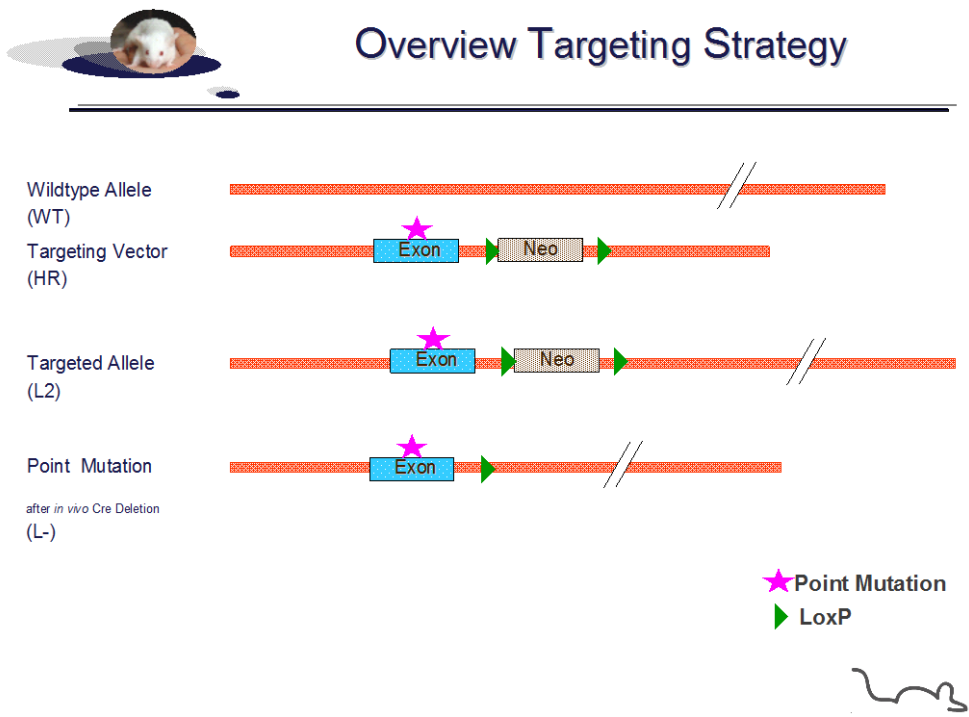 Overview Targeting Strategy
Wildtype Allele
(WT)
Targeting Vector
(HR)
Exon
Neo
Targeted Allele
(L2)
Exon
Neo
Point Mutation
after in vivo Cre Deletion
(L-)
Exon
Point Mutation
LoxP